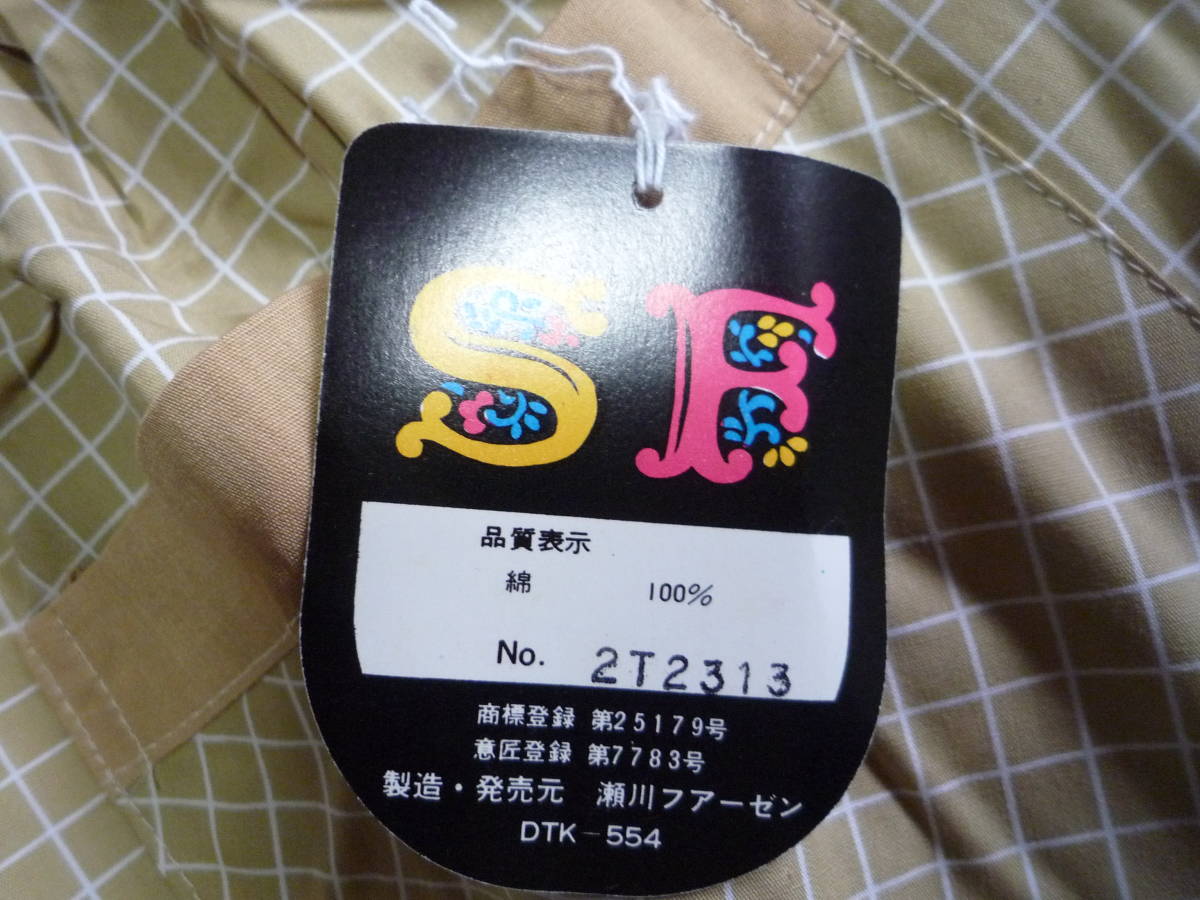 品質表示
綿 100%
No. 2T2313
商標登録 第25179号
意匠登録 第7783号
製造・発売元 瀬川フアーゼン
DTK-554